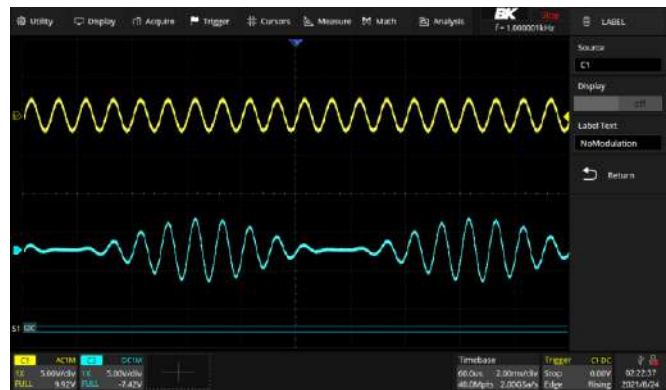 Utility Display Acquire Trigger Cursors Measure Math Analysis BK Stop
f = 1.000001kHz
LABEL
Source
C1
Display
off
Label Text
NoModulation
Return
S1 I2C
C1 AC1M
1X 5.00V/div
FULL 9.92V
C2 DC1M
1X 5.00V/div
FULL -7.42V
Timebase
60.0us 2.00ms/div
40.0Mpts 2.00GSa/s
Trigger C1 DC
Stop 0.00V
Edge Rising
02:22:37